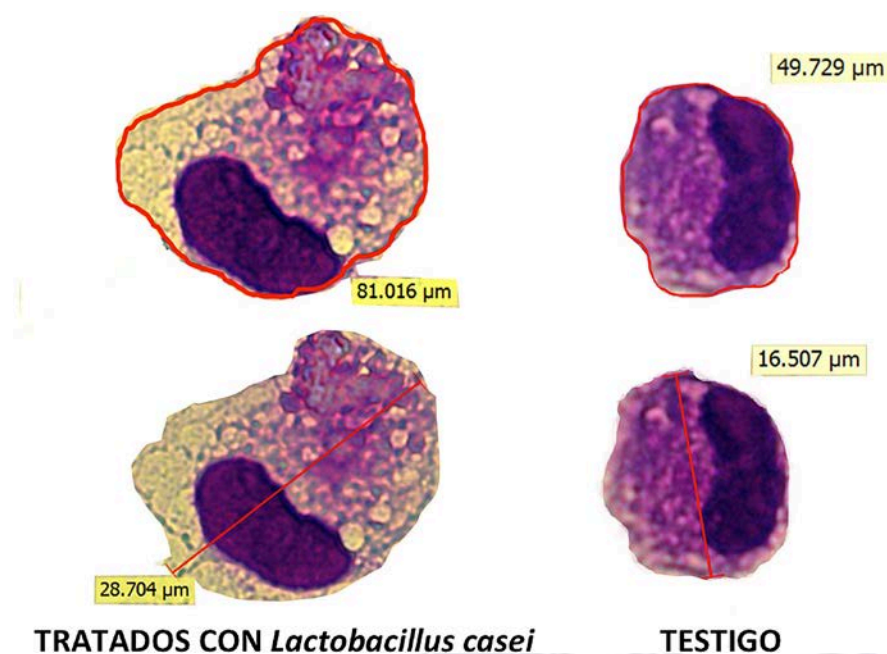 49.729 µm
81.016 µm
16.507 µm
28.704 µm
TRATADOS CON Lactobacillus casei
TESTIGO